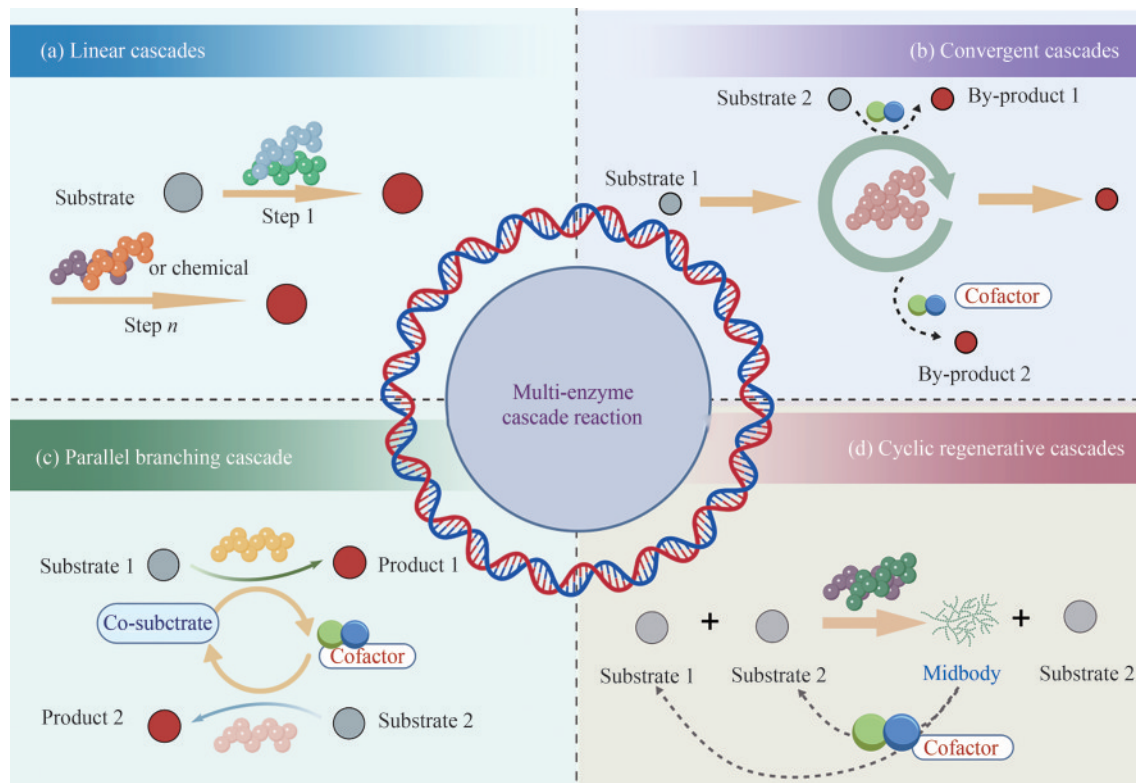 (a) Linear cascades
Substrate
Step 1
or chemical
Step n
(b) Convergent cascades
Substrate 2
By-product 1
Substrate 1
Cofactor
By-product 2
Multi-enzyme
cascade reaction
(c) Parallel branching cascade
Substrate 1
Product 1
Co-subctrate
Cofactor
Product 2
Substrate 2
(d) Cyclic regenerative cascades
+
+
Substrate 1
Substrate 2
Midbody
Substrate 2
Cofactor